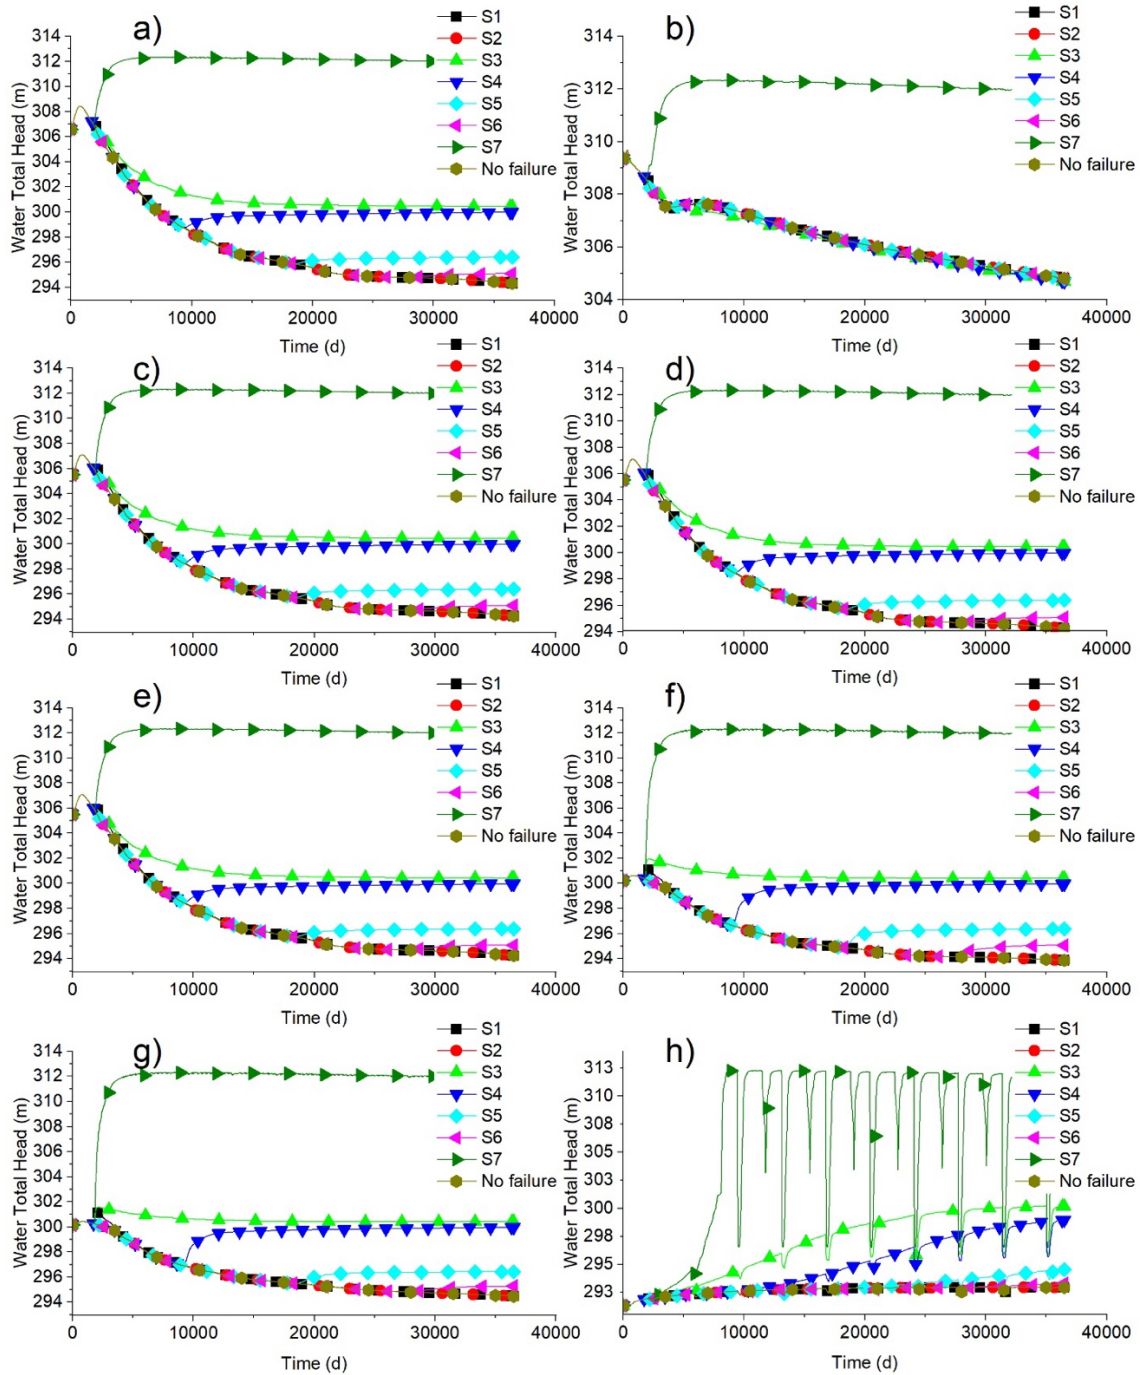 a)
Water Total Head (m)
314
312
310
308
306
304
302
300
298
296
294
0 10000 20000 30000 40000
Time (d)
S1
S2
S3
S4
S5
S6
S7
No failure
b)
Water Total Head (m)
314
312
310
308
306
304
0 10000 20000 30000 40000
Time (d)
S1
S2
S3
S4
S5
S6
S7
No failure
c)
Water Total Head (m)
314
312
310
308
306
304
302
300
298
296
294
0 10000 20000 30000 40000
Time (d)
S1
S2
S3
S4
S5
S6
S7
No failure
d)
Water Total Head (m)
314
312
310
308
306
304
302
300
298
296
294
0 10000 20000 30000 40000
Time (d)
S1
S2
S3
S4
S5
S6
S7
No failure
e)
Water Total Head (m)
314
312
310
308
306
304
302
300
298
296
294
0 10000 20000 30000 40000
Time (d)
S1
S2
S3
S4
S5
S6
S7
No failure
f)
Water Total Head (m)
314
312
310
308
306
304
302
300
298
296
294
0 10000 20000 30000 40000
Time (d)
S1
S2
S3
S4
S5
S6
S7
No failure
g)
Water Total Head (m)
314
312
310
308
306
304
302
300
298
296
294
0 10000 20000 30000 40000
Time (d)
S1
S2
S3
S4
S5
S6
S7
No failure
h)
Water Total Head (m)
313
310
308
305
303
300
298
295
293
0 10000 20000 30000 40000
Time (d)
S1
S2
S3
S4
S5
S6
S7
No failure